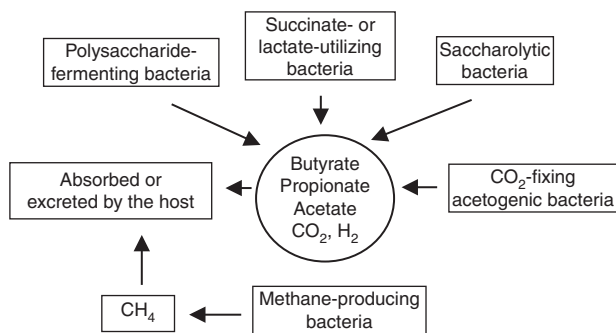 Polysaccharide-
fermenting bacteria
Succinate- or
lactate-utilizing
bacteria
Saccharolytic
bacteria
Butyrate
Propionate
Acetate
CO₂, H₂
Absorbed or
excreted by the host
CO₂-fixing
acetogenic bacteria
CH₄
Methane-producing
bacteria